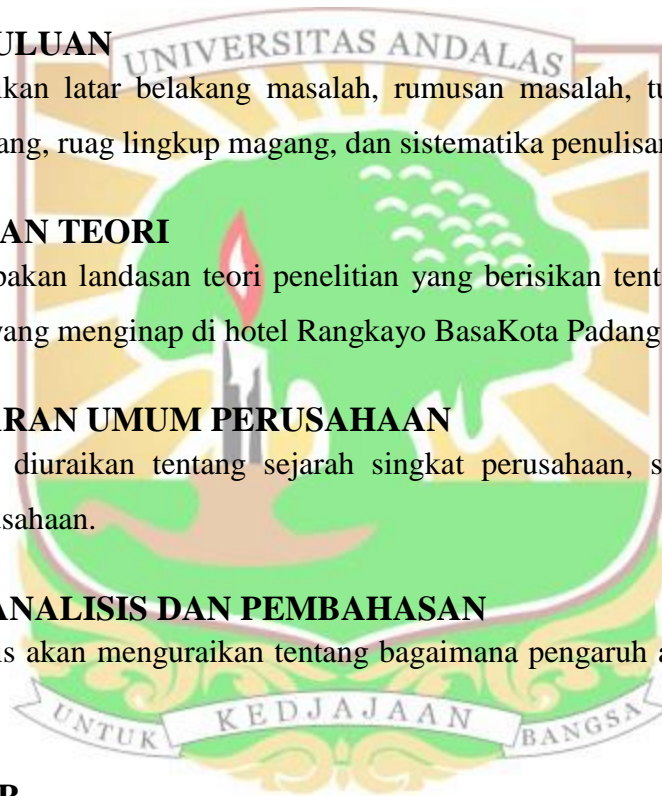 ULUAN
UNIVERSITAS ANDALAS
kan latar belakang masalah, rumusan masalah, tu
ang, ruag lingkup magang, dan sistematika penulisan
AN TEORI
pakan landasan teori penelitian yang berisikan tent
yang menginap di hotel Rangkayo BasaKota Padang
RAN UMUM PERUSAHAAN
diuraikan tentang sejarah singkat perusahaan, s
usahaan.
ANALISIS DAN PEMBAHASAN
is akan menguraikan tentang bagaimana pengaruh a
UNTUK KEDJAJAAN BANGSA